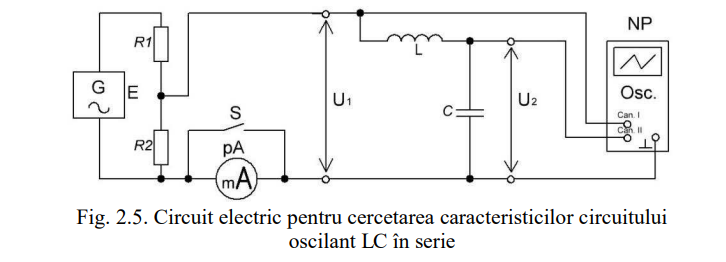 NP
R1
L
G
E
U1
U2
Osc.
C
Can. I
Can. II
S
R2
pA
mA
Fig. 2.5. Circuit electric pentru cercetarea caracteristicilor circuitului
oscilant LC în serie